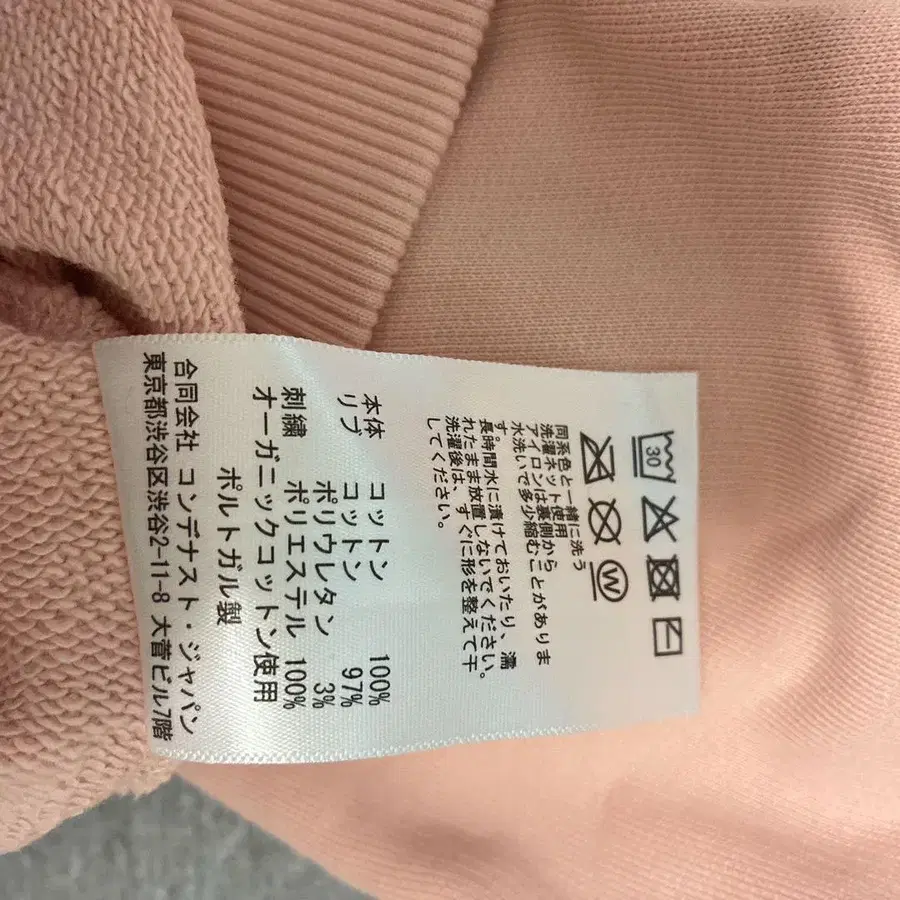 30
W
同系色と一緒に洗う
洗濯ネット使用
アイロンは裏側から
水洗いで多少縮むことがありま
す。
長時間水に漬けておいたり、濡
れたまま放置しないでください。
洗濯後は、すぐに形を整えて干
してください。
本体 コットン 100%
リブ コットン 97%
ポリウレタン 3%
刺繍 ポリエステル 100%
オーガニックコットン使用
ポルトガル製
合同会社 コンデナスト・ジャパン
東京都渋谷区渋谷2-11-8 大菅ビル7階